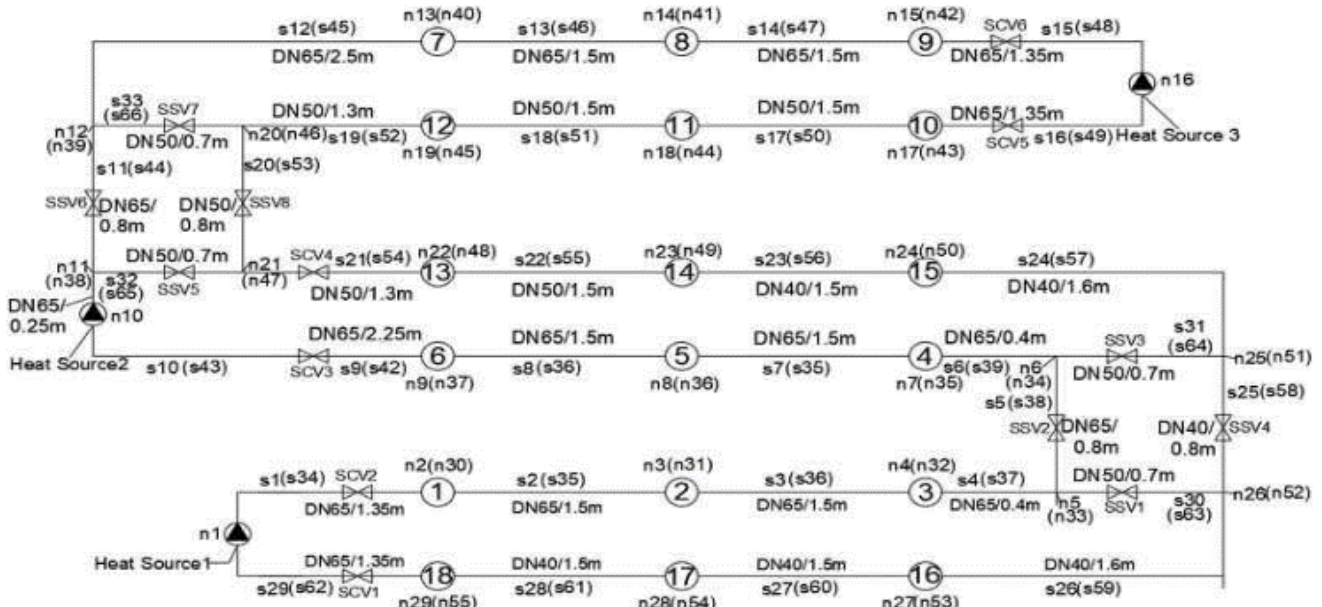 n13(n40) n14(n41) n15(n42) SCV6 s15(s48)
s12(s45) s13(s46) s14(s47)
7 8 9
DN65/2.5m DN65/1.5m DN65/1.5m DN65/1.35m
n16
s33 (s66) SSV7 DN50/1.3m DN50/1.5m DN50/1.5m DN65/1.35m
n12 (n39) 12 11 10 Heat Source 3
DN50/0.7m n20(n46) s19(s52) s18(s51) s17(s50) SCV5 s16(s49)
n19(n45) n18(n44) n17(n43)
s11(s44) s20(s53)
SSV6 DN65/0.8m DN50/0.8m SSV8
DN50/0.7m SCV4 s21(s54) n22(n48) s22(s55) n23(n49) s23(s56) n24(n50) s24(s57)
n11 (n38) s32 (s65) SSV5 n21 (n47) 13 14 15
DN50/1.3m DN50/1.5m DN40/1.5m DN40/1.6m
DN65/0.25m n10
DN65/2.25m DN65/1.5m DN65/1.5m DN65/0.4m SSV3 s31 (s64)
Heat Source2 6 5 4 n25(n51)
s10(s43) SCV3 s9(s42) s8(s36) s7(s35) s6(s39) n6 (n34) DN50/0.7m
n9(n37) n8(n36) n7(n35)
s5(s38) s25(s58)
SSV2 DN65/0.8m DN40/0.8m SSV4
s1(s34) SCV2 n2(n30) s2(s35) n3(n31) s3(s36) n4(n32) s4(s37) DN50/0.7m
1 2 3 n26(n52)
DN65/1.35m DN65/1.5m DN65/1.5m DN65/0.4m n5 (n33) SSV1 s30 (s63)
n1
Heat Source1 DN65/1.35m DN40/1.5m DN40/1.5m DN40/1.6m
18 17 16
s29(s62) SCV1 s28(s61) s27(s60) s26(s59)
n29(n55) n28(n54) n27(n53)